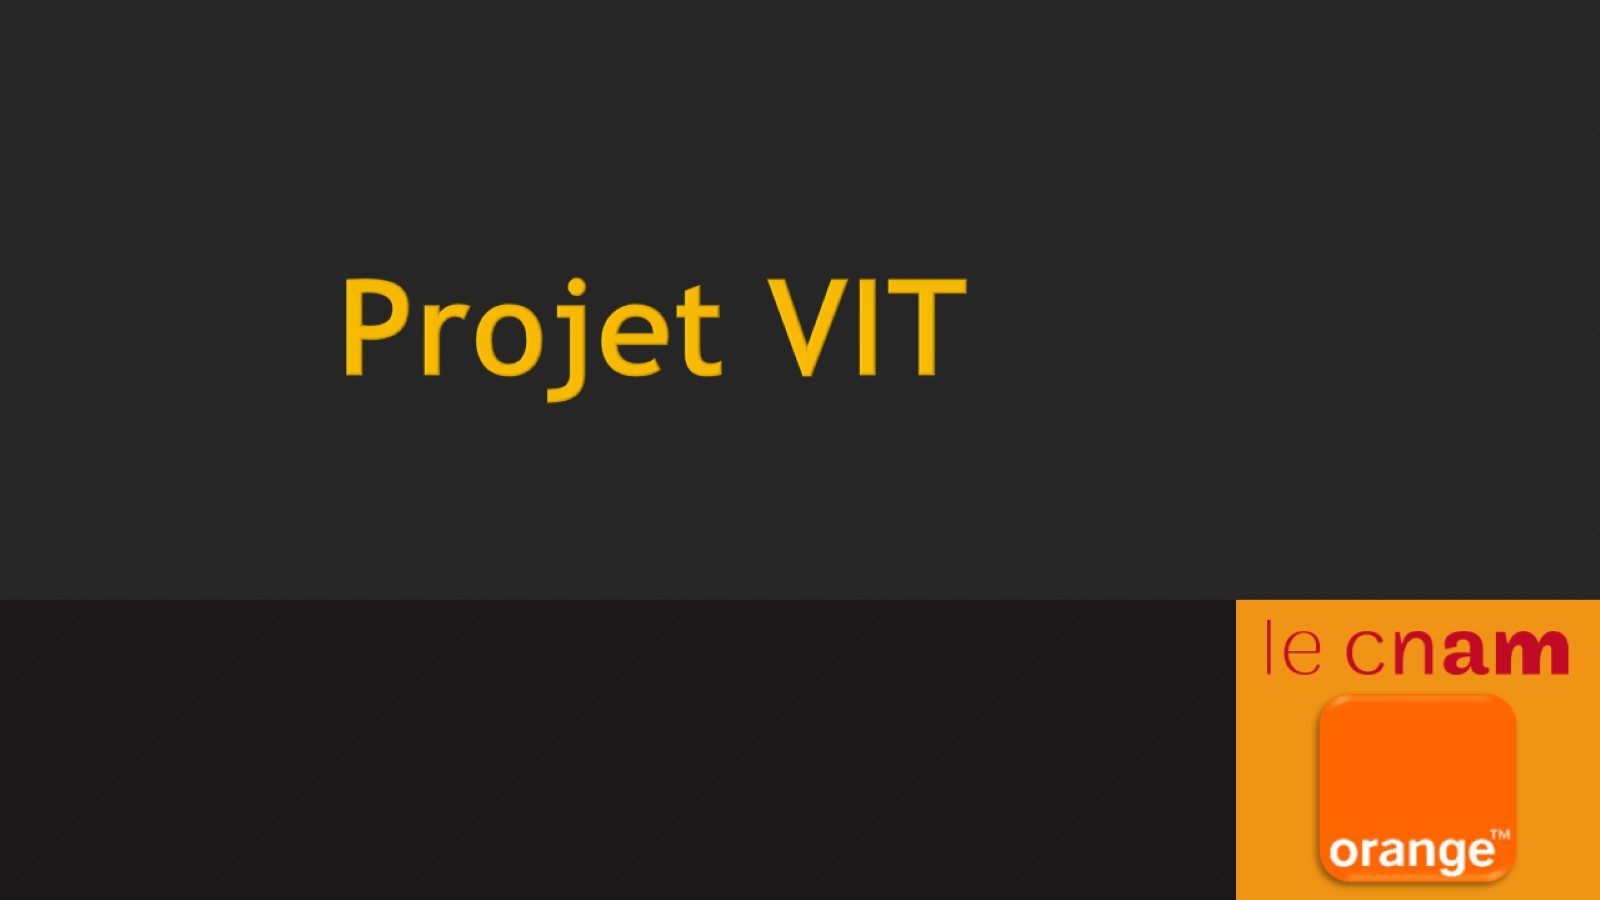 Projet VIT
le cnam
orange™